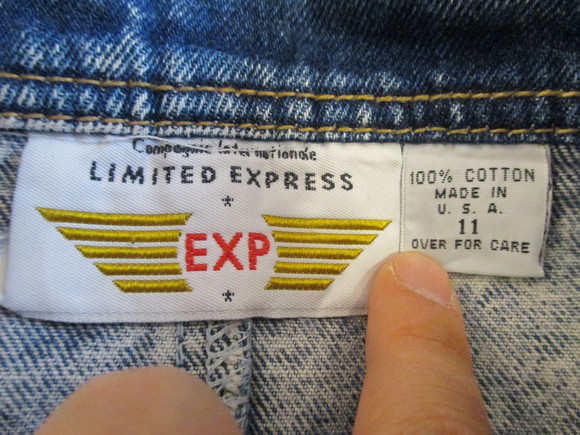 Compagnie Internationale
LIMITED EXPRESS
EXP
100% COTTON
MADE IN
U. S. A.
11
OVER FOR CARE